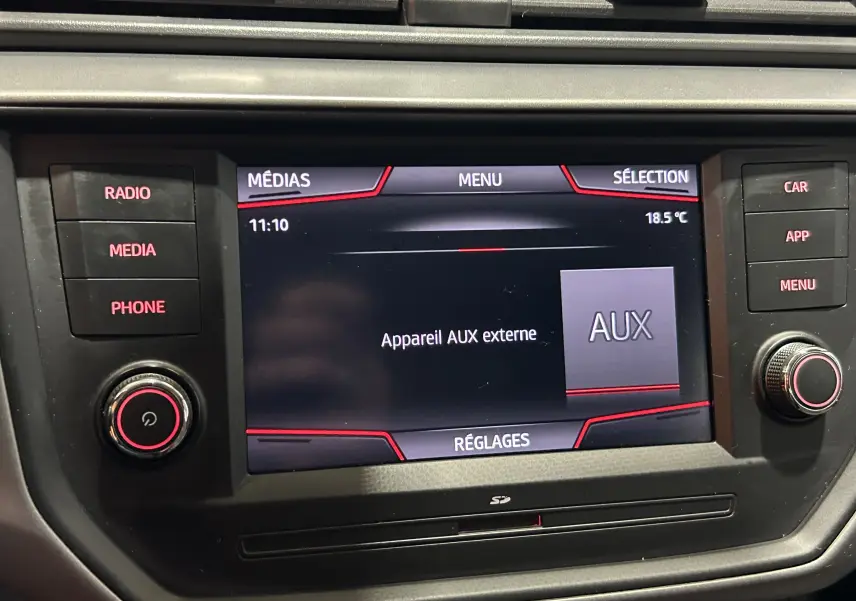 RADIO
MEDIA
PHONE
MÉDIAS
MENU
SÉLECTION
11:10
18.5 °C
Appareil AUX externe
AUX
RÉGLAGES
CAR
APP
MENU
SD